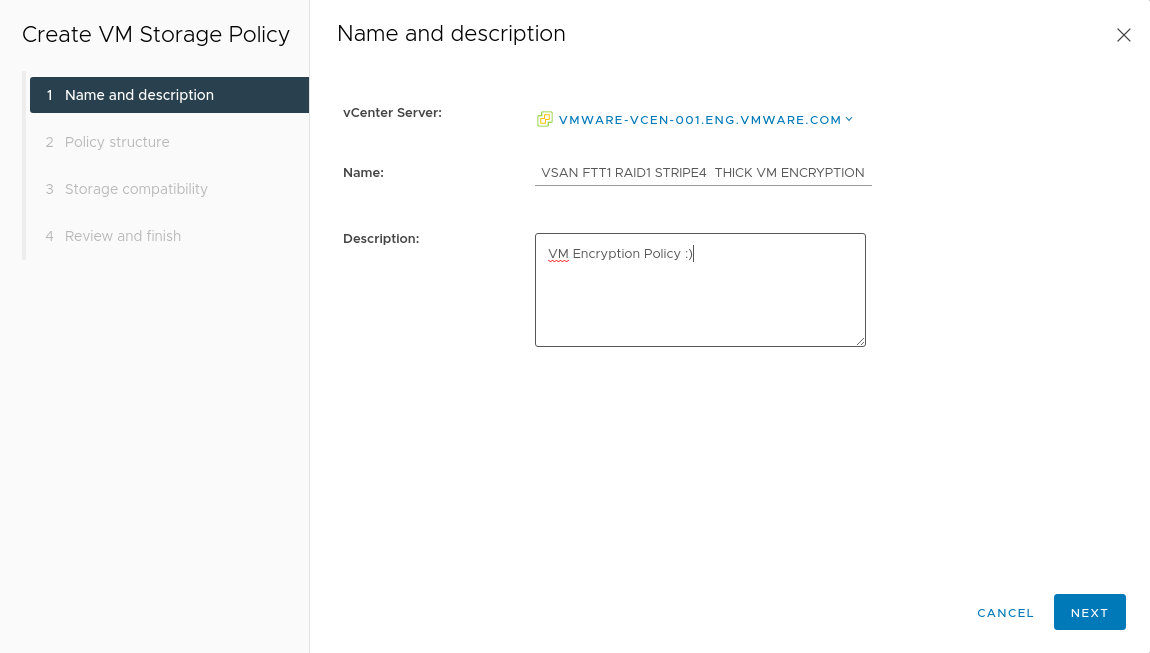 Create VM Storage Policy
1 Name and description
2 Policy structure
3 Storage compatibility
4 Review and finish
Name and description
vCenter Server:
VMWARE-VCEN-001.ENG.VMWARE.COM
Name:
VSAN FTT1 RAID1 STRIPE4  THICK VM ENCRYPTION
Description:
VM Encryption Policy :)
CANCEL
NEXT